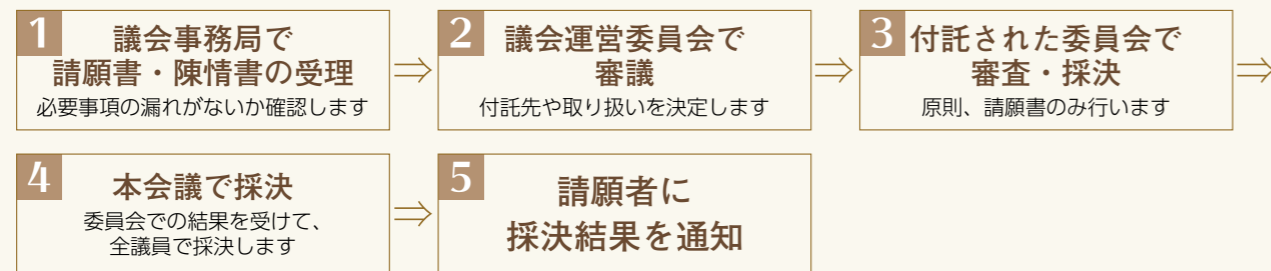 1
議会事務局で
請願書・陳情書の受理
必要事項の漏れがないか確認します
⇒
2
議会運営委員会で
審議
付託先や取り扱いを決定します
⇒
3
付託された委員会で
審査・採決
原則、請願書のみ行います
⇒
4
本会議で採決
委員会での結果を受けて、
全議員で採決します
⇒
5
請願者に
採決結果を通知